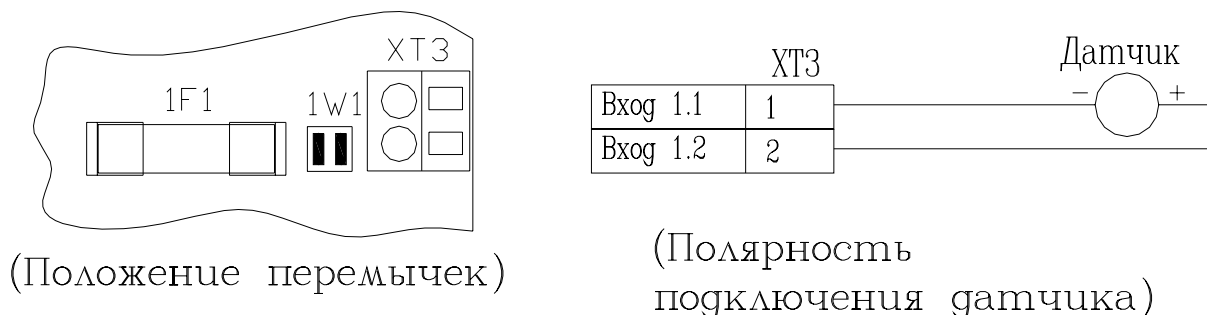 XT3
1F1
1W1
(Положение перемычек)
Датчик
XT3
- +
Вход 1.1 1
Вход 1.2 2
(Полярность
подключения датчика)